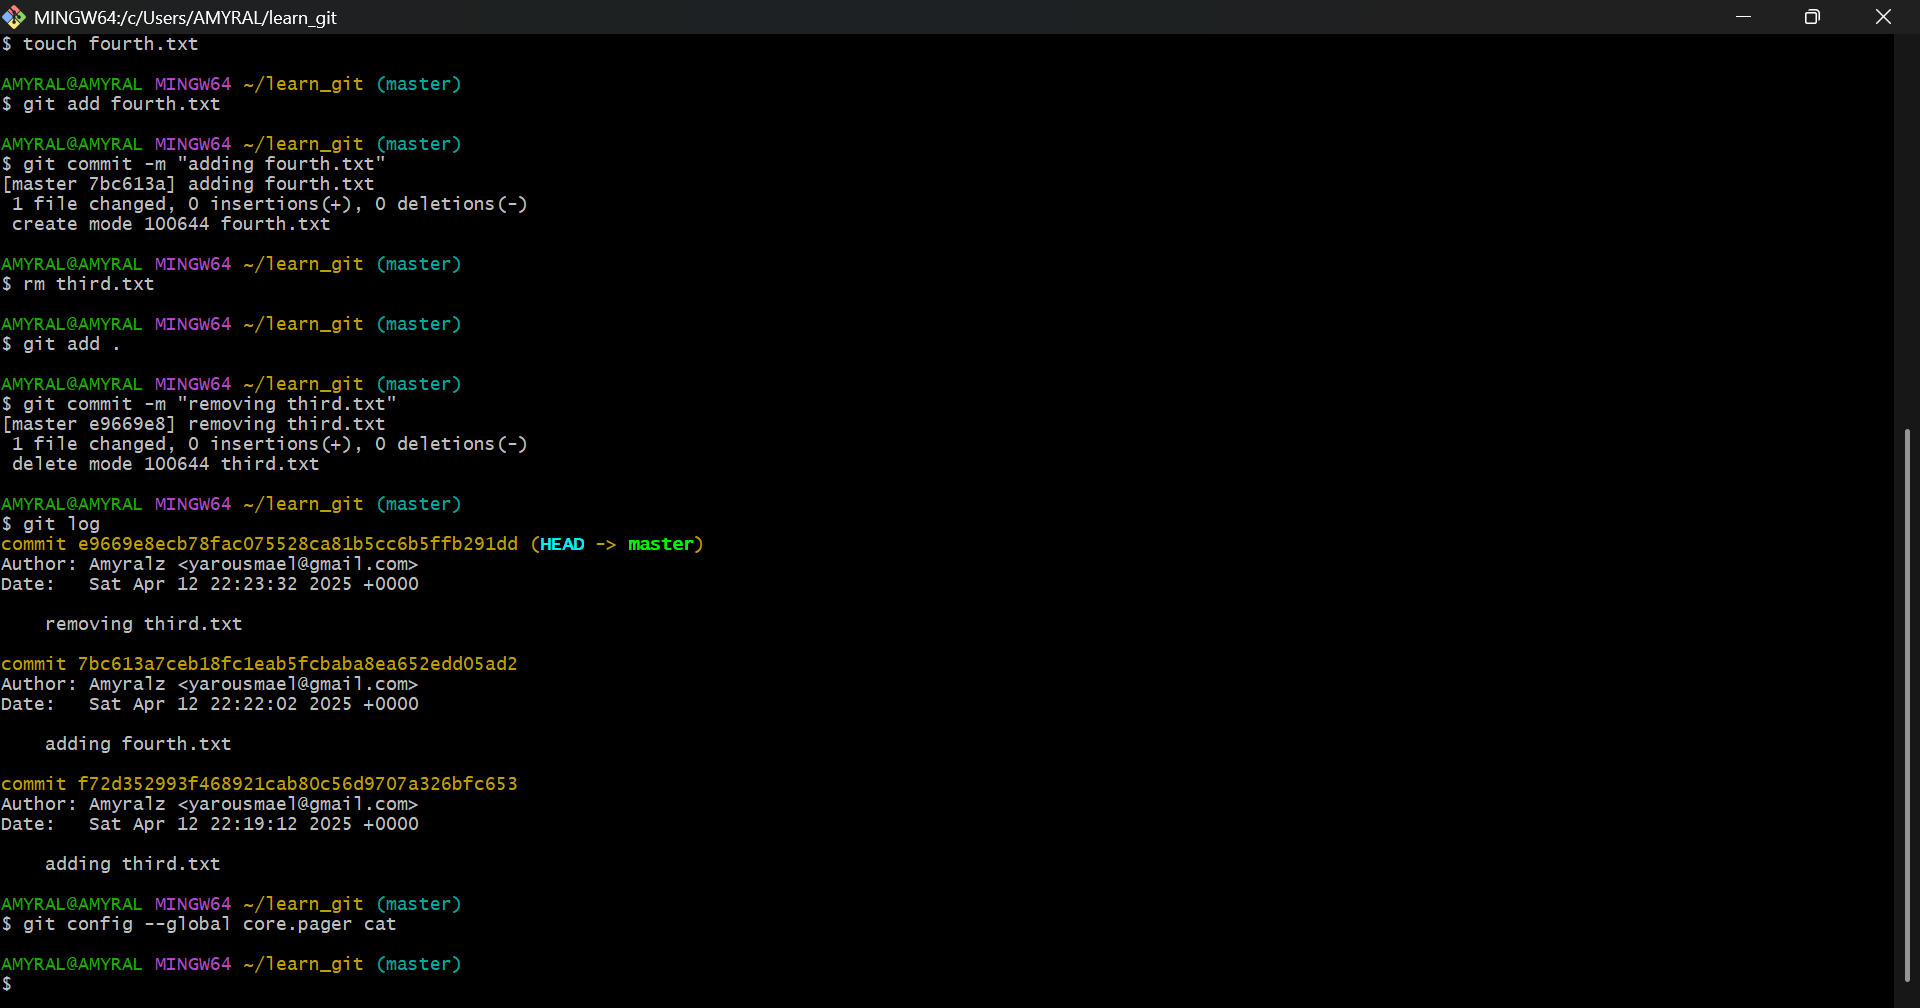 MINGW64:/c/Users/AMYRAL/learn_git
$ touch fourth.txt
AMYRAL@AMYRAL MINGW64 ~/learn_git (master)
$ git add fourth.txt
AMYRAL@AMYRAL MINGW64 ~/learn_git (master)
$ git commit -m "adding fourth.txt"
[master 7bc613a] adding fourth.txt
 1 file changed, 0 insertions(+), 0 deletions(-)
 create mode 100644 fourth.txt
AMYRAL@AMYRAL MINGW64 ~/learn_git (master)
$ rm third.txt
AMYRAL@AMYRAL MINGW64 ~/learn_git (master)
$ git add .
AMYRAL@AMYRAL MINGW64 ~/learn_git (master)
$ git commit -m "removing third.txt"
[master e9669e8] removing third.txt
 1 file changed, 0 insertions(+), 0 deletions(-)
 delete mode 100644 third.txt
AMYRAL@AMYRAL MINGW64 ~/learn_git (master)
$ git log
commit e9669e8ecb78fac075528ca81b5cc6b5ffb291dd (HEAD -> master)
Author: Amyralz <yarousmael@gmail.com>
Date:   Sat Apr 12 22:23:32 2025 +0000
    removing third.txt
commit 7bc613a7ceb18fc1eab5fcbaba8ea652edd05ad2
Author: Amyralz <yarousmael@gmail.com>
Date:   Sat Apr 12 22:22:02 2025 +0000
    adding fourth.txt
commit f72d352993f468921cab80c56d9707a326bfc653
Author: Amyralz <yarousmael@gmail.com>
Date:   Sat Apr 12 22:19:12 2025 +0000
    adding third.txt
AMYRAL@AMYRAL MINGW64 ~/learn_git (master)
$ git config --global core.pager cat
AMYRAL@AMYRAL MINGW64 ~/learn_git (master)
$